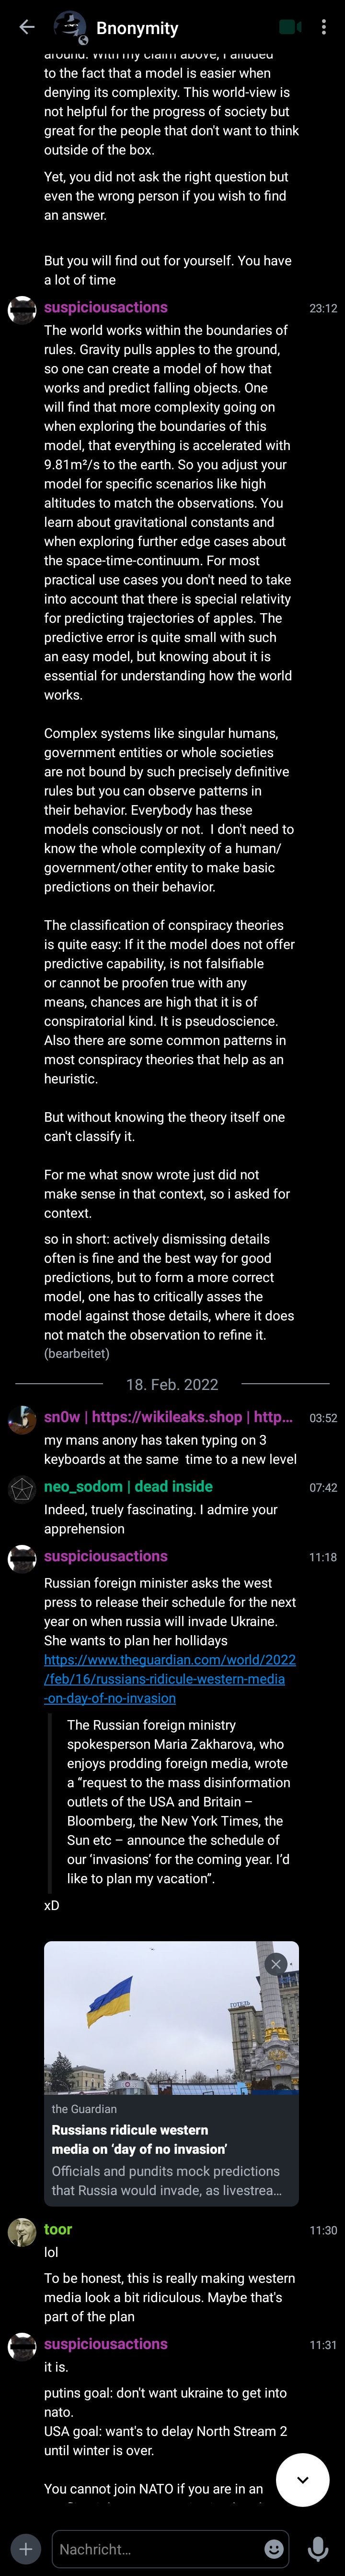 Bnonymity
around. With my claim above, I alluded
to the fact that a model is easier when
denying its complexity. This world-view is
not helpful for the progress of society but
great for the people that don't want to think
outside of the box.
Yet, you did not ask the right question but
even the wrong person if you wish to find
an answer.
But you will find out for yourself. You have
a lot of time
suspiciousactions 23:12
The world works within the boundaries of
rules. Gravity pulls apples to the ground,
so one can create a model of how that
works and predict falling objects. One
will find that more complexity going on
when exploring the boundaries of this
model, that everything is accelerated with
9.81m²/s to the earth. So you adjust your
model for specific scenarios like high
altitudes to match the observations. You
learn about gravitational constants and
when exploring further edge cases about
the space-time-continuum. For most
practical use cases you don't need to take
into account that there is special relativity
for predicting trajectories of apples. The
predictive error is quite small with such
an easy model, but knowing about it is
essential for understanding how the world
works.
Complex systems like singular humans,
government entities or whole societies
are not bound by such precisely definitive
rules but you can observe patterns in
their behavior. Everybody has these
models consciously or not.  I don't need to
know the whole complexity of a human/
government/other entity to make basic
predictions on their behavior.
The classification of conspiracy theories
is quite easy: If it the model does not offer
predictive capability, is not falsifiable
or cannot be proofen true with any
means, chances are high that it is of
conspiratorial kind. It is pseudoscience.
Also there are some common patterns in
most conspiracy theories that help as an
heuristic.
But without knowing the theory itself one
can't classify it.
For me what snow wrote just did not
make sense in that context, so i asked for
context.
so in short: actively dismissing details
often is fine and the best way for good
predictions, but to form a more correct
model, one has to critically asses the
model against those details, where it does
not match the observation to refine it.
(bearbeitet)
18. Feb. 2022
sn0w | https://wikileaks.shop | http... 03:52
my mans anony has taken typing on 3
keyboards at the same  time to a new level
neo_sodom | dead inside 07:42
Indeed, truely fascinating. I admire your
apprehension
suspiciousactions 11:18
Russian foreign minister asks the west
press to release their schedule for the next
year on when russia will invade Ukraine.
She wants to plan her hollidays
https://www.theguardian.com/world/2022
/feb/16/russians-ridicule-western-media
-on-day-of-no-invasion
The Russian foreign ministry
spokesperson Maria Zakharova, who
enjoys prodding foreign media, wrote
a “request to the mass disinformation
outlets of the USA and Britain –
Bloomberg, the New York Times, the
Sun etc – announce the schedule of
our ‘invasions’ for the coming year. I’d
like to plan my vacation”.
xD
ГОТЕЛЬ
the Guardian
Russians ridicule western
media on ‘day of no invasion’
Officials and pundits mock predictions
that Russia would invade, as livestrea...
toor 11:30
lol
To be honest, this is really making western
media look a bit ridiculous. Maybe that's
part of the plan
suspiciousactions 11:31
it is.
putins goal: don't want ukraine to get into
nato.
USA goal: want's to delay North Stream 2
until winter is over.
You cannot join NATO if you are in an
Nachricht...